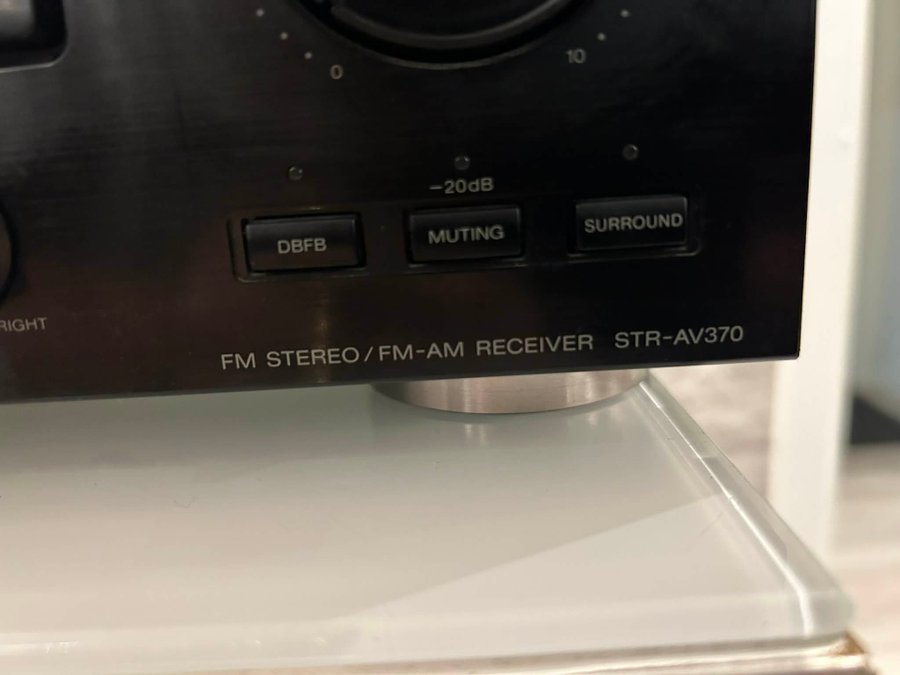 0
10
-20dB
DBFB
MUTING
SURROUND
RIGHT
FM STEREO/FM-AM RECEIVER STR-AV370